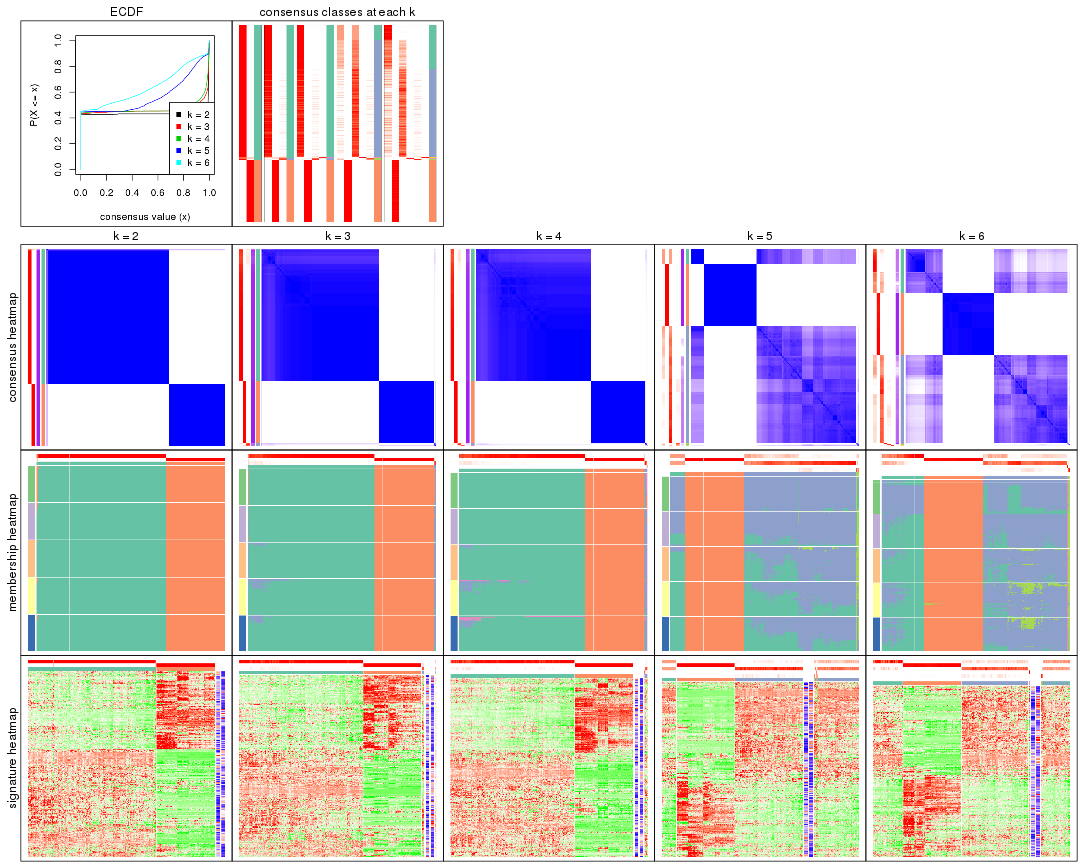 ECDF
consensus classes at each k
P(X <= x)
0.0
0.2
0.4
0.6
0.8
1.0
k = 2
k = 3
k = 4
k = 5
k = 6
0.0 0.2 0.4 0.6 0.8 1.0
consensus value (x)
k = 2
k = 3
k = 4
k = 5
k = 6
consensus heatmap
membership heatmap
signature heatmap